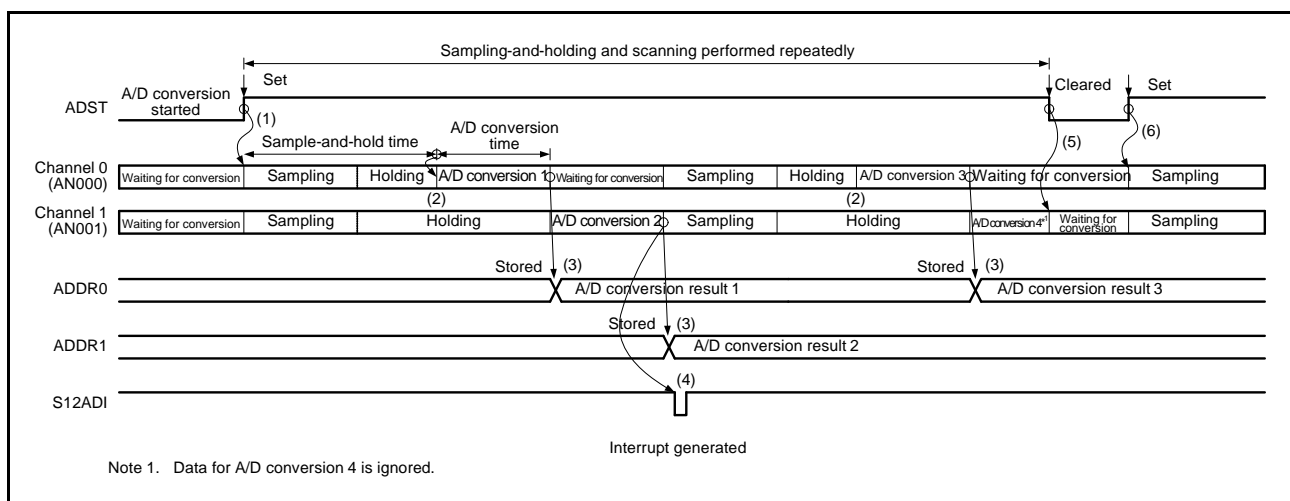 Sampling-and-holding and scanning performed repeatedly
A/D conversion started
Set
Cleared
Set
ADST
(1)
(5)
(6)
Sample-and-hold time
A/D conversion time
Channel 0 (AN000)
Waiting for conversion
Sampling
Holding
A/D conversion 1
Waiting for conversion
Sampling
Holding
A/D conversion 3
Waiting for conversion
Sampling
(2)
(2)
Channel 1 (AN001)
Waiting for conversion
Sampling
Holding
A/D conversion 2
Sampling
Holding
A/D conversion 4*1
Waiting for conversion
Sampling
Stored
(3)
Stored
(3)
ADDR0
A/D conversion result 1
A/D conversion result 3
Stored
(3)
ADDR1
A/D conversion result 2
(4)
S12ADI
Interrupt generated
Note 1. Data for A/D conversion 4 is ignored.